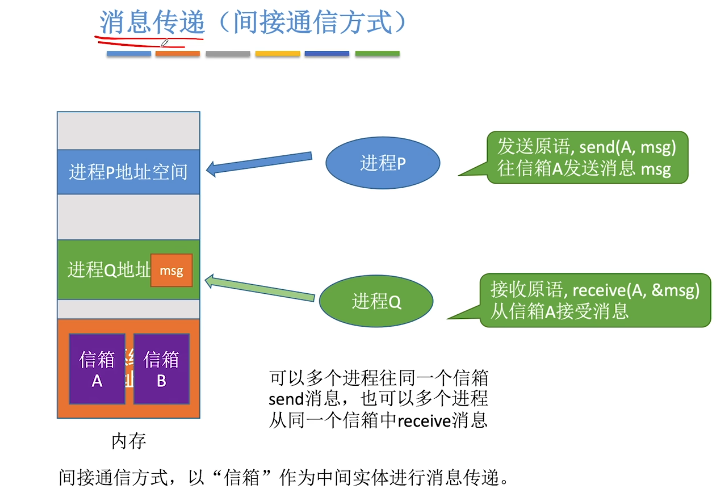 消息传递（间接通信方式）
进程P地址空间
进程P
发送原语, send(A, msg)
往信箱A发送消息 msg
进程Q地址
msg
进程Q
接收原语, receive(A, &msg)
从信箱A接受消息
信箱
A
信箱
B
可以多个进程往同一个信箱
send消息，也可以多个进程
从同一个信箱中receive消息
内存
间接通信方式，以“信箱”作为中间实体进行消息传递。